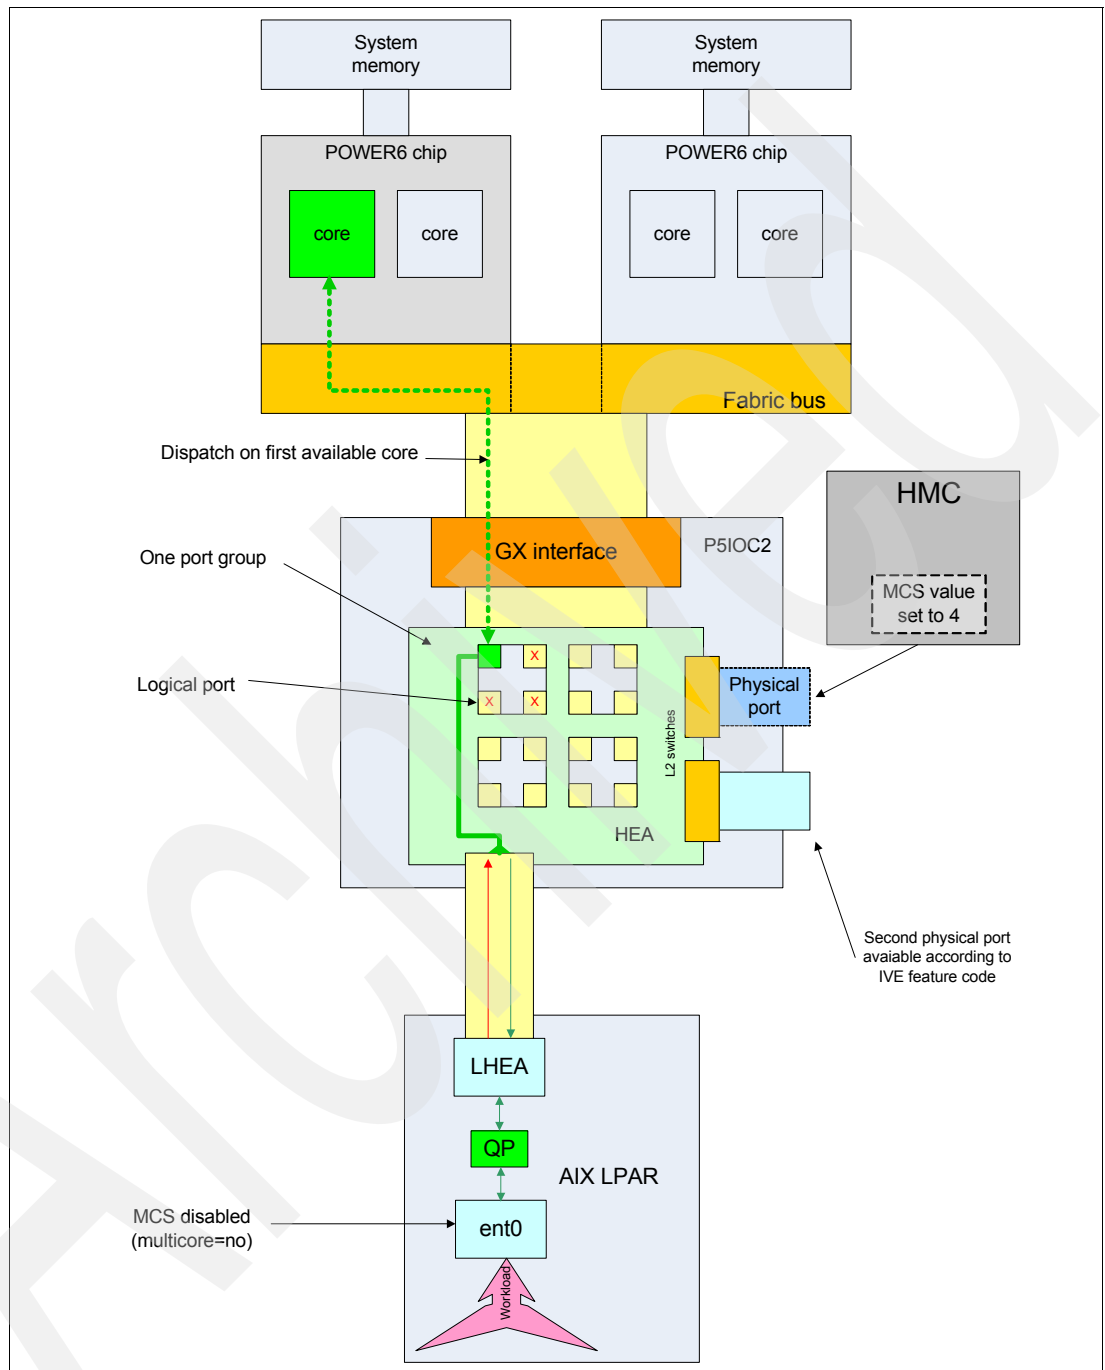 System
memory
System
memory
POWER6 chip
POWER6 chip
core
core
core
core
Fabric bus
Dispatch on first available core
HMC
GX interface
P5IOC2
One port group
MCS value
set to 4
x
Logical port
x
x
Physical
port
L2 switches
HEA
Second physical port
avaiable according to
IVE feature code
LHEA
QP
AIX LPAR
MCS disabled
(multicore=no)
ent0
Workload
Archived